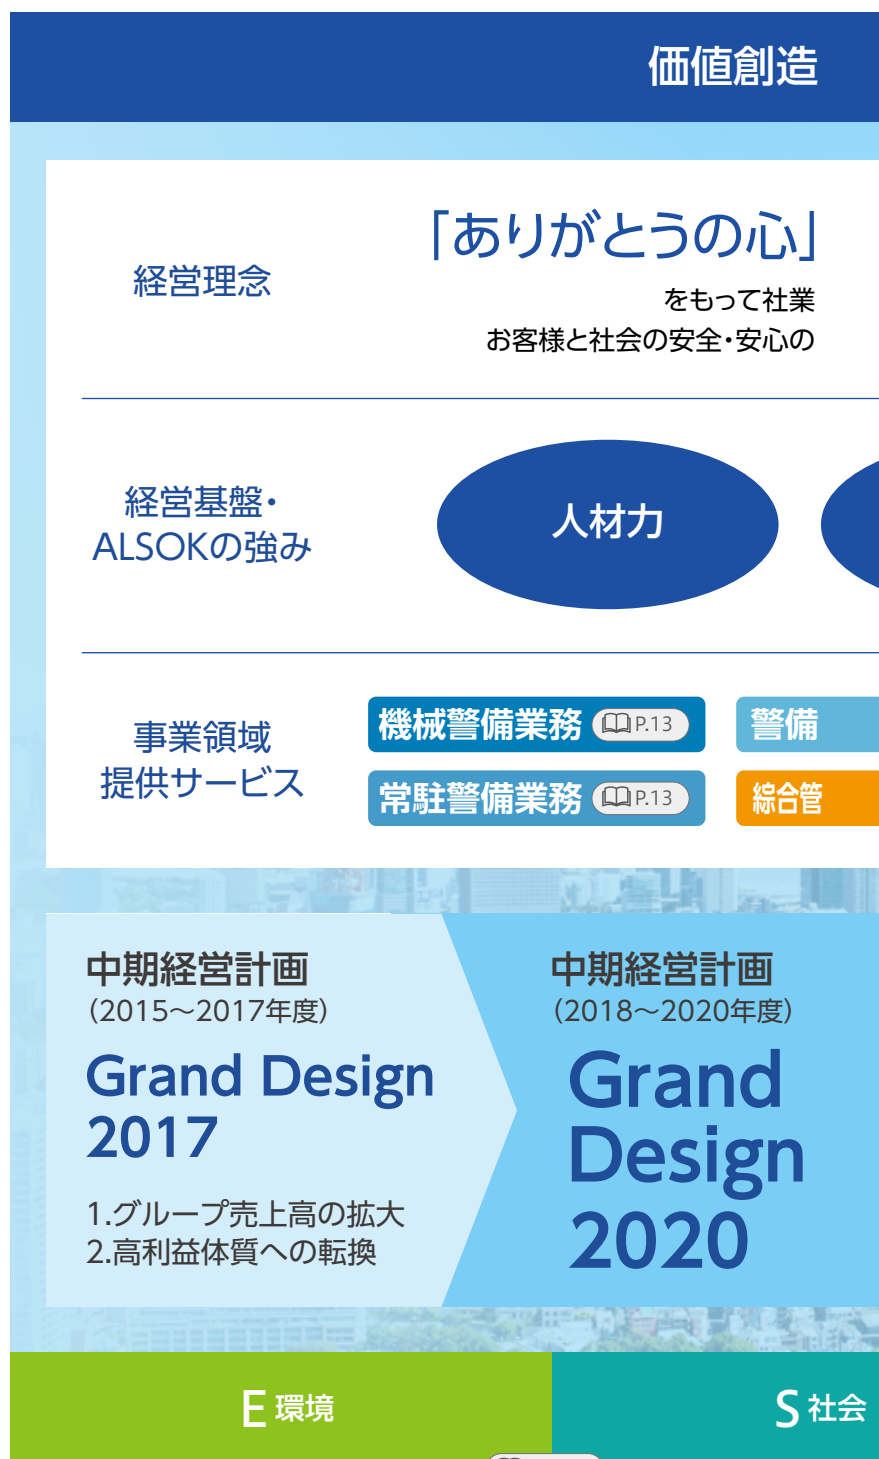 価値創造
経営理念
「ありがとうの心」
をもって社業
お客様と社会の安全・安心の
経営基盤・
ALSOKの強み
人材力
事業領域
提供サービス
機械警備業務 P.13
警備
常駐警備業務 P.13
綜合管
中期経営計画
（2015～2017年度）
Grand Design
2017
1.グループ売上高の拡大
2.高利益体質への転換
中期経営計画
（2018～2020年度）
Grand
Design
2020
E 環境
S 社会